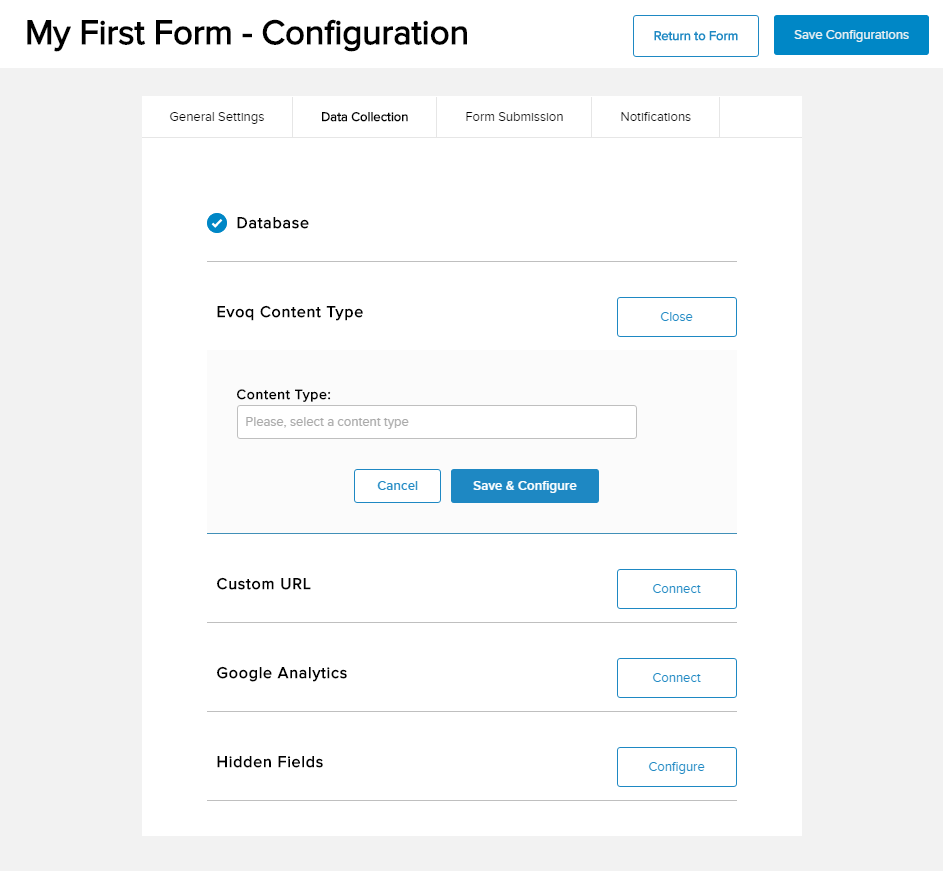 My First Form - Configuration
Return to Form
Save Configurations
General Settings
Data Collection
Form Submission
Notifications
Database
Evoq Content Type
Close
Content Type:
Please, select a content type
Cancel
Save & Configure
Custom URL
Connect
Google Analytics
Connect
Hidden Fields
Configure